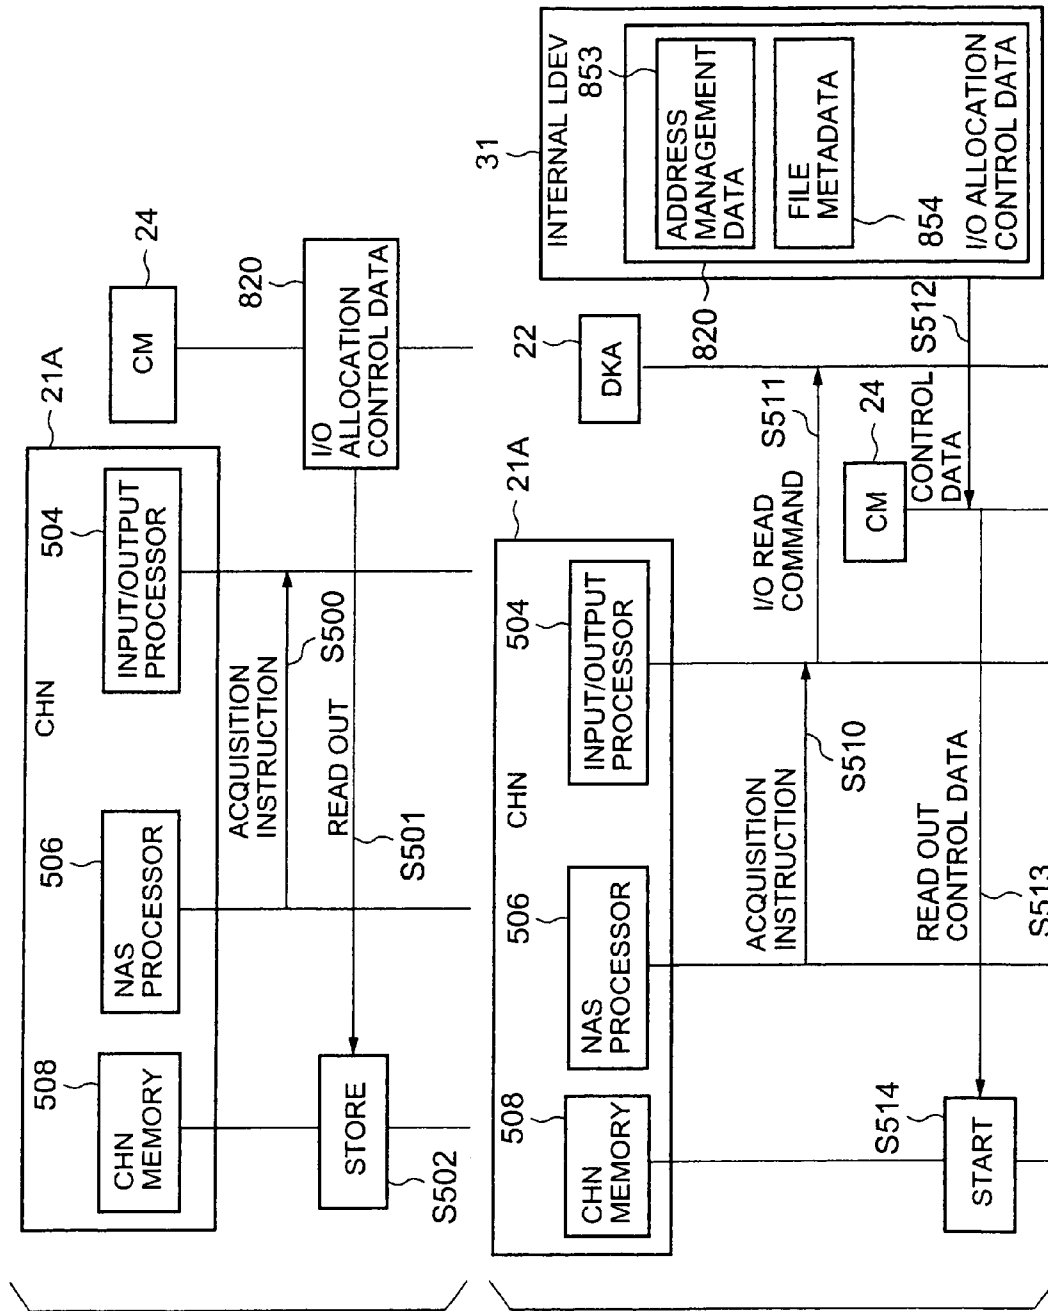 21A
CHN
508
CHN
MEMORY
506
NAS
PROCESSOR
504
INPUT/OUTPUT
PROCESSOR
24
CM
820
I/O
ALLOCATION
CONTROL DATA
ACQUISITION
INSTRUCTION
S500
READ OUT
S501
STORE
S502
21A
CHN
508
CHN
MEMORY
506
NAS
PROCESSOR
504
INPUT/OUTPUT
PROCESSOR
22
DKA
31
INTERNAL LDEV
853
ADDRESS
MANAGEMENT
DATA
FILE
METADATA
854
I/O ALLOCATION
CONTROL DATA
820
ACQUISITION
INSTRUCTION
S510
I/O READ
COMMAND
S511
24
CM
CONTROL
DATA
S512
READ OUT
CONTROL DATA
S513
S514
START